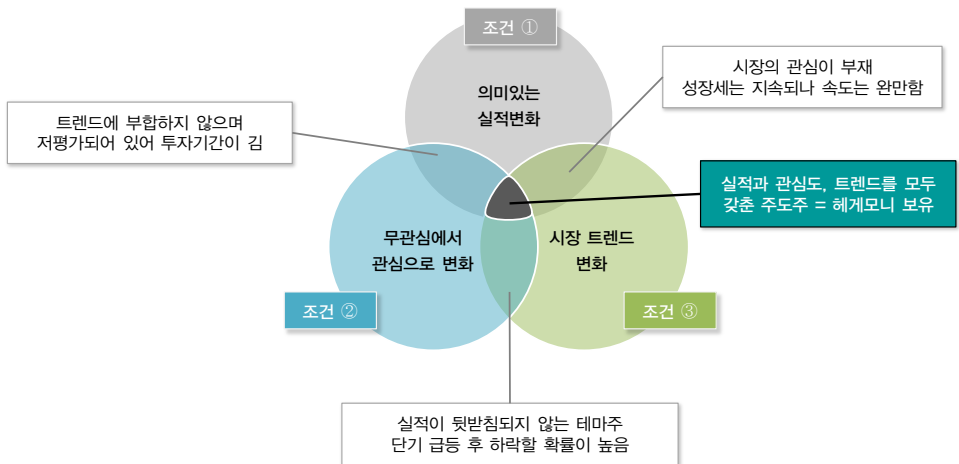 조건 ①
의미있는
실적변화
시장의 관심이 부재
성장세는 지속되나 속도는 완만함
트렌드에 부합하지 않으며
저평가되어 있어 투자기간이 김
실적과 관심도, 트렌드를 모두
갖춘 주도주 = 헤게모니 보유
무관심에서
관심으로 변화
시장 트렌드
변화
조건 ②
조건 ③
실적이 뒷받침되지 않는 테마주
단기 급등 후 하락할 확률이 높음